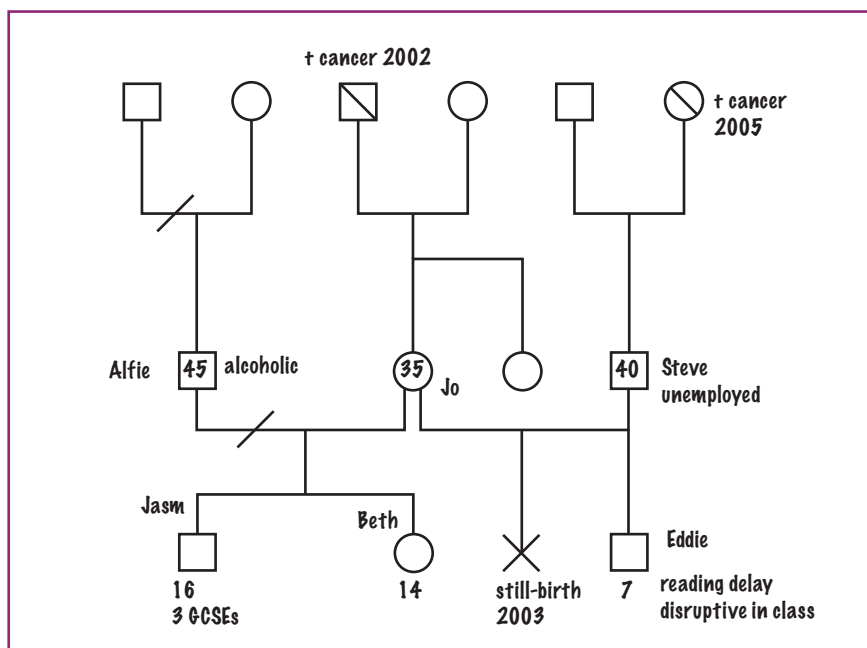 † cancer 2002
† cancer
2005
Alfie
45
alcoholic
35
Jo
40
Steve
unemployed
Jasm
Beth
Eddie
16
3 GCSEs
14
still-birth
2003
7
reading delay
disruptive in class